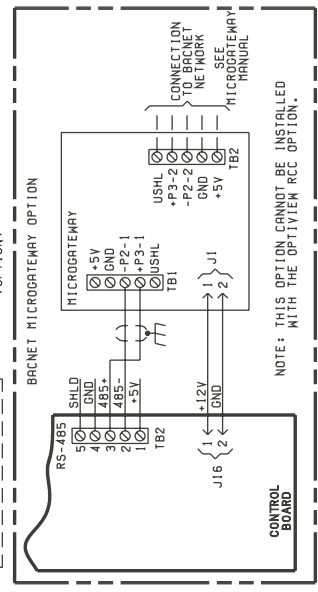 BACNET MICROGATEWAY OPTION
RS-485
5 SHLD
4 GND
3 485+
2 485-
1 +5V
TB2
MICROGATEWAY
+5V
GND
-P2-1
+P3-1
USHL
TB1
USHL
+P3-2
-P2-2
GND
+5V
TB2
CONNECTION
TO BACNET
NETWORK
SEE
MICROGATEWAY
MANUAL
J16
1 +12V 1
2 GND 2
J1
CONTROL
BOARD
NOTE: THIS OPTION CANNOT BE INSTALLED
WITH THE OPTIVIEW RCC OPTION.